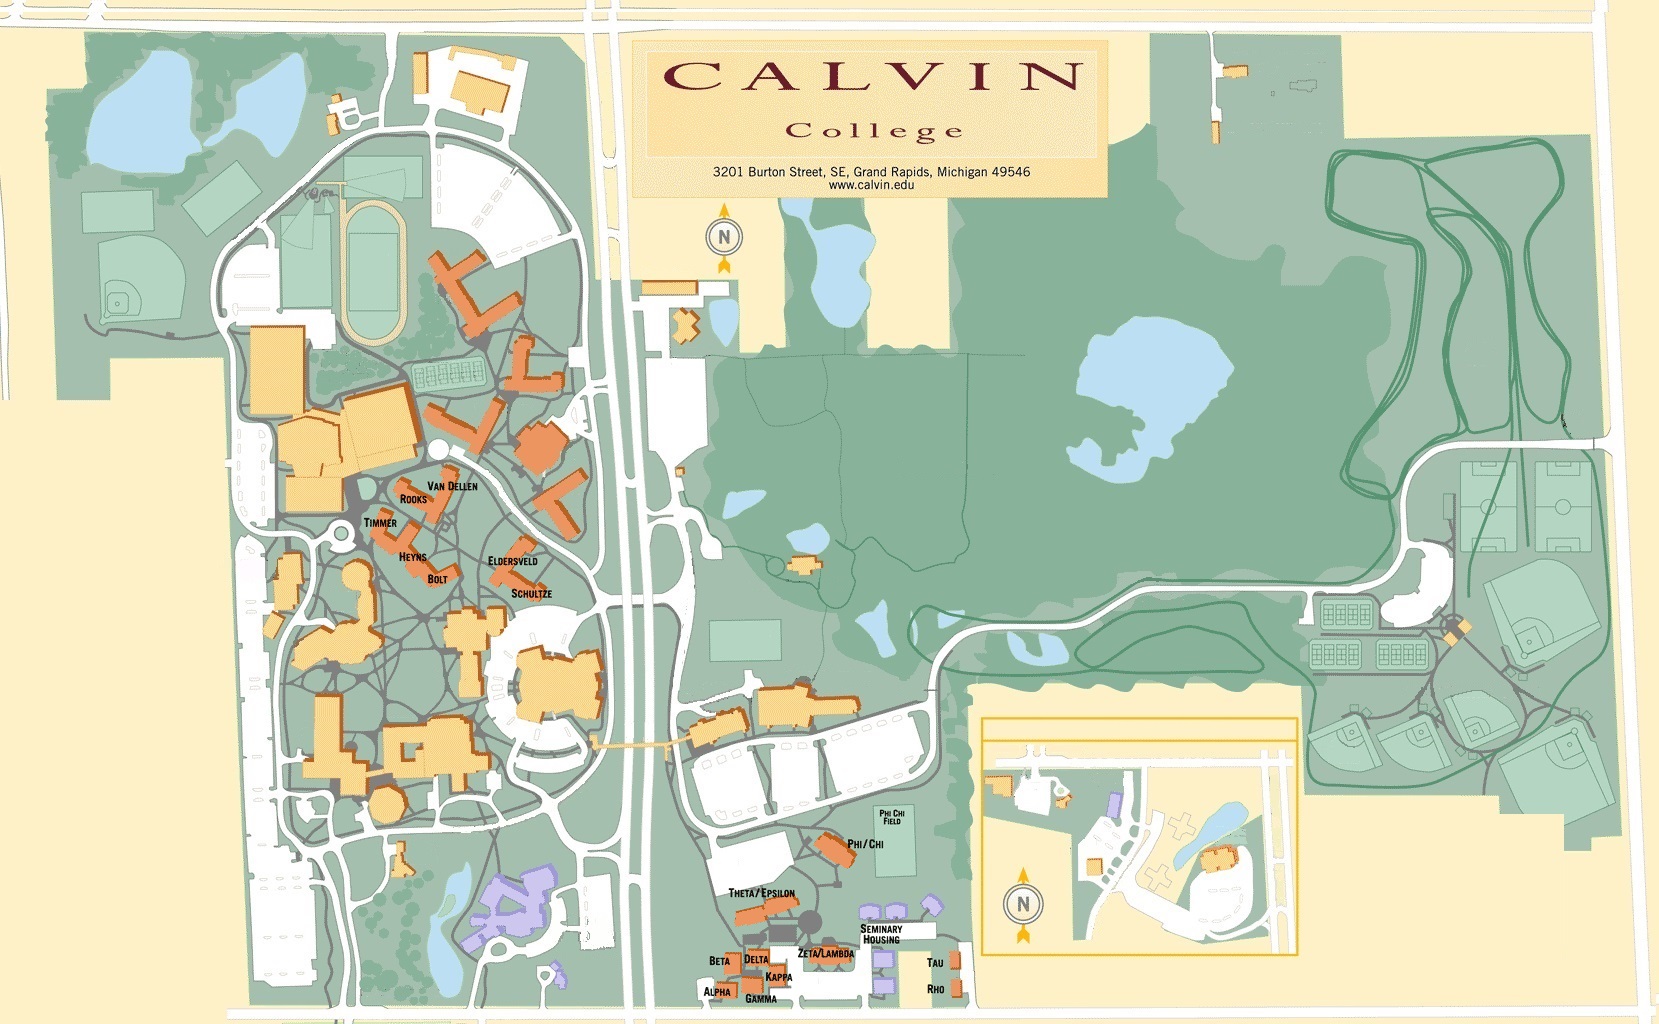 CALVIN
College
3201 Burton Street, SE, Grand Rapids, Michigan 49546
www.calvin.edu
N
VAN DELLEN
ROOKS
TIMMER
HEYNS
BOLT
ELDERSVELD
SCHULTZE
PHI CHI
FIELD
PHI/CHI
THETA/EPSILON
SEMINARY
HOUSING
ZETA/LAMBDA
BETA
DELTA
KAPPA
ALPHA
GAMMA
TAU
RHO
N